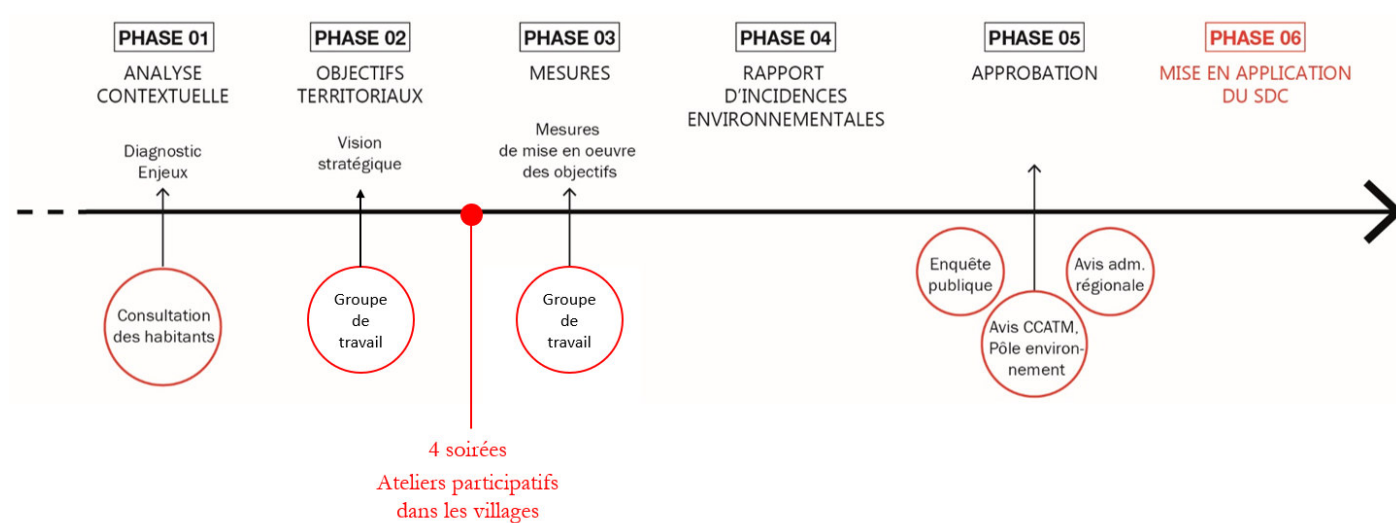 PHASE 01
ANALYSE
CONTEXTUELLE
Diagnostic
Enjeux
Consultation
des habitants
PHASE 02
OBJECTIFS
TERRITORIAUX
Vision
stratégique
Groupe
de
travail
4 soirées
Ateliers participatifs
dans les villages
PHASE 03
MESURES
Mesures
de mise en oeuvre
des objectifs
Groupe
de
travail
PHASE 04
RAPPORT
D'INCIDENCES
ENVIRONNEMENTALES
PHASE 05
APPROBATION
Enquête
publique
Avis CCATM,
Pôle environ-
nement
Avis adm.
régionale
PHASE 06
MISE EN APPLICATION
DU SDC